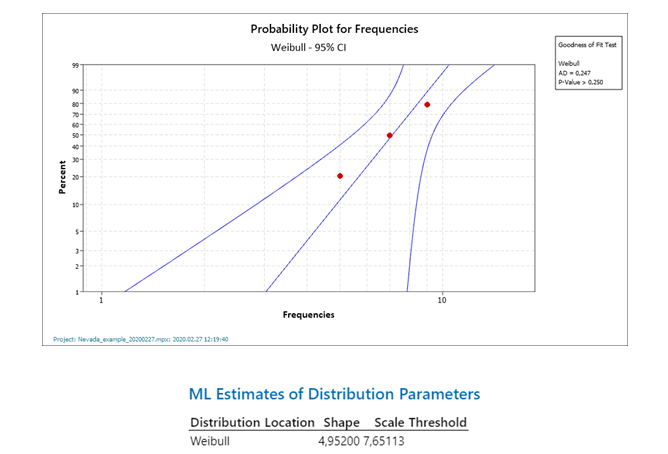 Probability Plot for Frequencies
Weibull - 95% CI
Goodness of Fit Test
Weibull
AD = 0,247
P-Value > 0,250
99
90
80
70
60
50
40
30
20
10
5
3
2
1
Percent
1 10
Frequencies
Project: Nevada_example_20200227.mpx; 2020.02.27 12:19:40
ML Estimates of Distribution Parameters
Distribution Location Shape Scale Threshold
Weibull 4,95200 7,65113